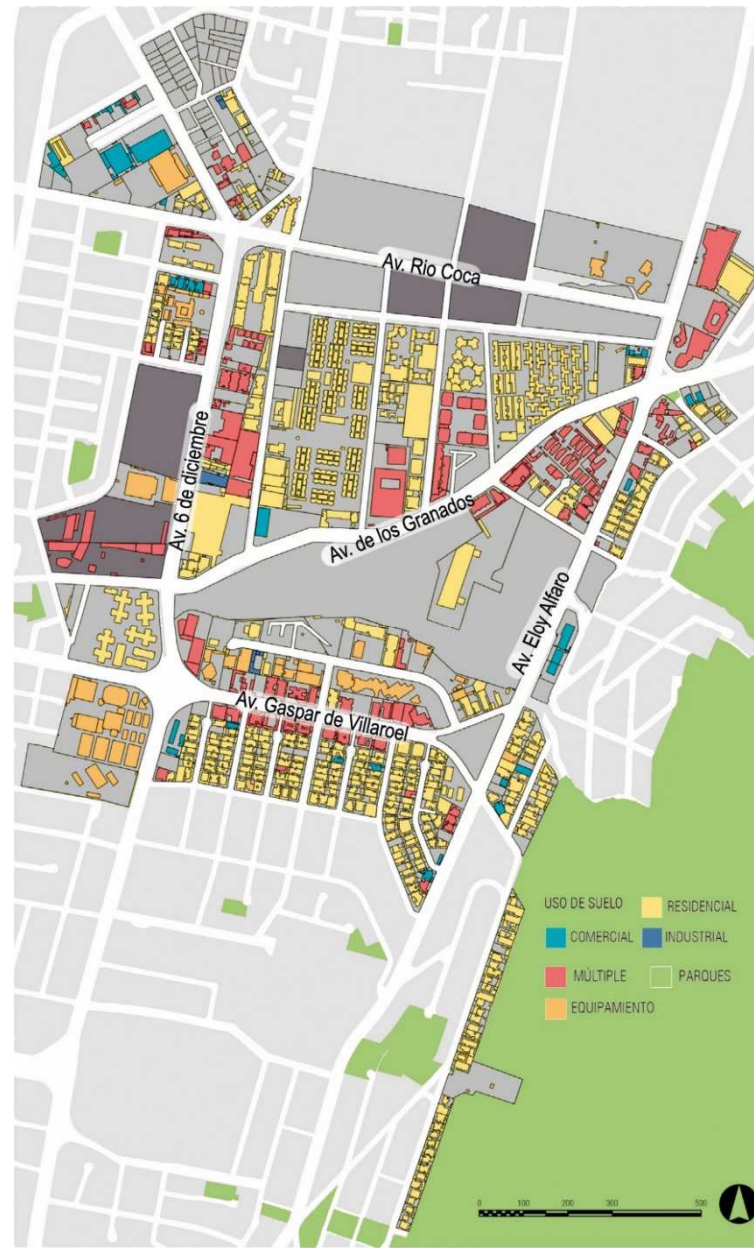 Av. Rio Coca
Av. 6 de diciembre
Av. de los Granados
Av. Eloy Alfaro
Av. Gaspar de Villaroel
USO DE SUELO
RESIDENCIAL
COMERCIAL
INDUSTRIAL
MÚLTIPLE
PARQUES
EQUIPAMIENTO
0 100 200 300 500